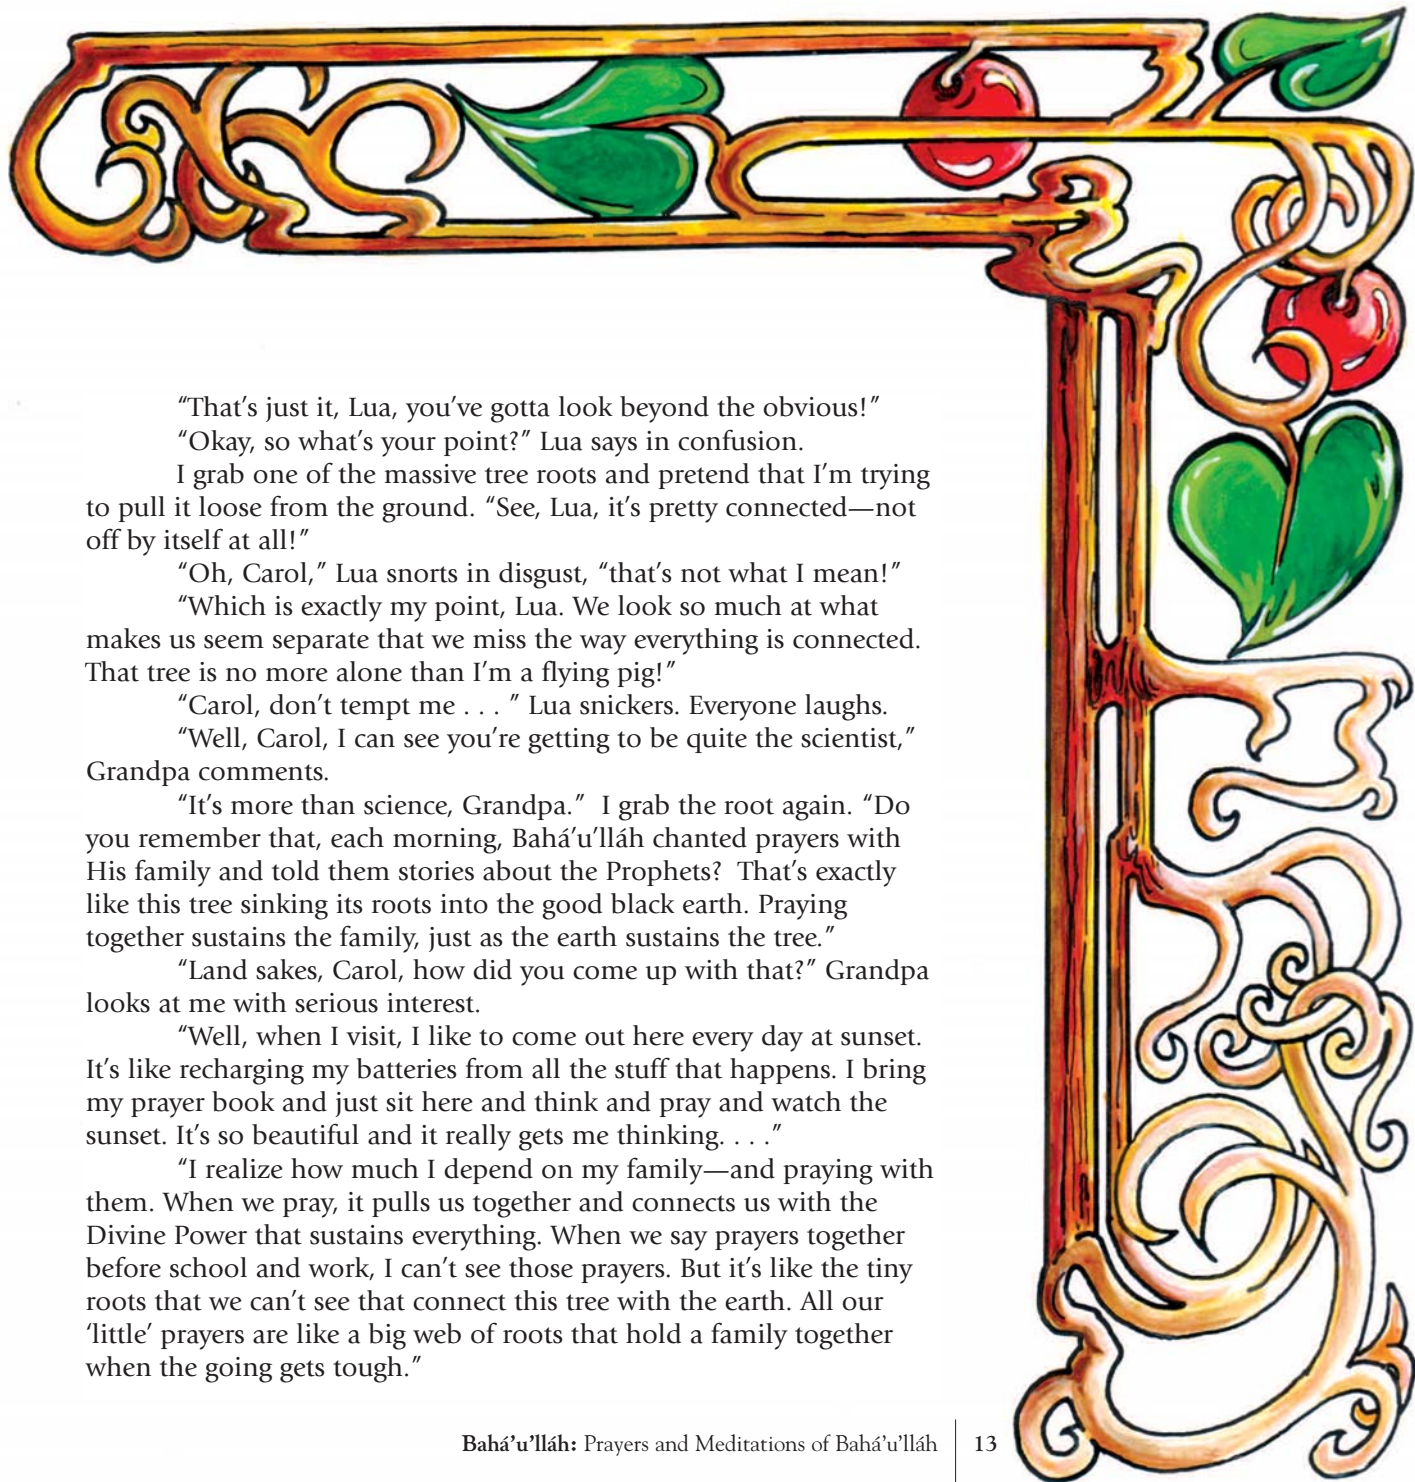 “That’s just it, Lua, you’ve gotta look beyond the obvious!”
“Okay, so what’s your point?” Lua says in confusion.
I grab one of the massive tree roots and pretend that I’m trying
to pull it loose from the ground. “See, Lua, it’s pretty connected—not
off by itself at all!”
“Oh, Carol,” Lua snorts in disgust, “that’s not what I mean!”
“Which is exactly my point, Lua. We look so much at what
makes us seem separate that we miss the way everything is connected.
That tree is no more alone than I’m a flying pig!”
“Carol, don’t tempt me . . . ” Lua snickers. Everyone laughs.
“Well, Carol, I can see you’re getting to be quite the scientist,”
Grandpa comments.
“It’s more than science, Grandpa.”  I grab the root again. “Do
you remember that, each morning, Bahá’u’lláh chanted prayers with
His family and told them stories about the Prophets?  That’s exactly
like this tree sinking its roots into the good black earth. Praying
together sustains the family, just as the earth sustains the tree.”
“Land sakes, Carol, how did you come up with that?” Grandpa
looks at me with serious interest.
“Well, when I visit, I like to come out here every day at sunset.
It’s like recharging my batteries from all the stuff that happens. I bring
my prayer book and just sit here and think and pray and watch the
sunset. It’s so beautiful and it really gets me thinking. . . .”
“I realize how much I depend on my family—and praying with
them. When we pray, it pulls us together and connects us with the
Divine Power that sustains everything. When we say prayers together
before school and work, I can’t see those prayers. But it’s like the tiny
roots that we can’t see that connect this tree with the earth. All our
‘little’ prayers are like a big web of roots that hold a family together
when the going gets tough.”
Bahá’u’lláh: Prayers and Meditations of Bahá’u’lláh | 13